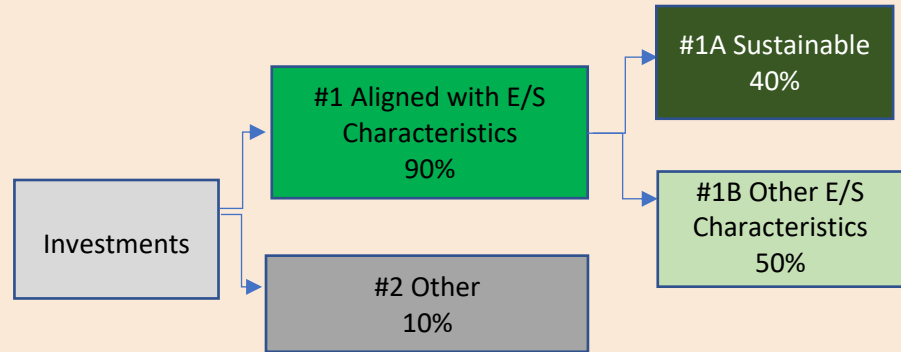 Investments
#1 Aligned with E/S
Characteristics
90%
#2 Other
10%
#1A Sustainable
40%
#1B Other E/S
Characteristics
50%